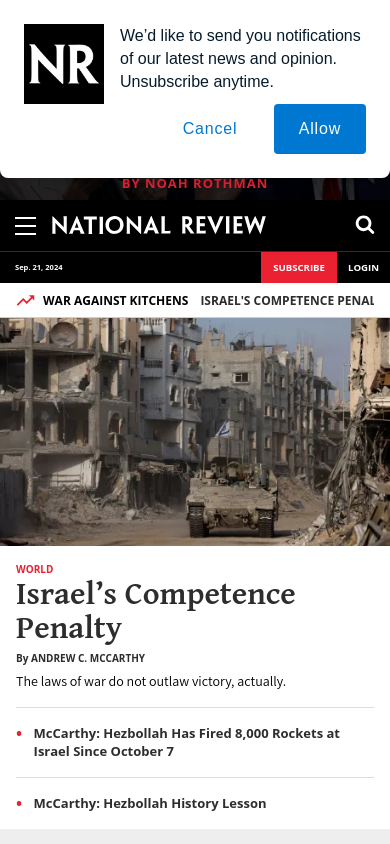 NR
We’d like to send you notifications
of our latest news and opinion.
Unsubscribe anytime.
Cancel
Allow
BY NOAH ROTHMAN
NATIONAL REVIEW
Sep. 21, 2024
SUBSCRIBE
LOGIN
WAR AGAINST KITCHENS
ISRAEL'S COMPETENCE PENAL
WORLD
Israel’s Competence
Penalty
By ANDREW C. MCCARTHY
The laws of war do not outlaw victory, actually.
McCarthy: Hezbollah Has Fired 8,000 Rockets at
Israel Since October 7
McCarthy: Hezbollah History Lesson